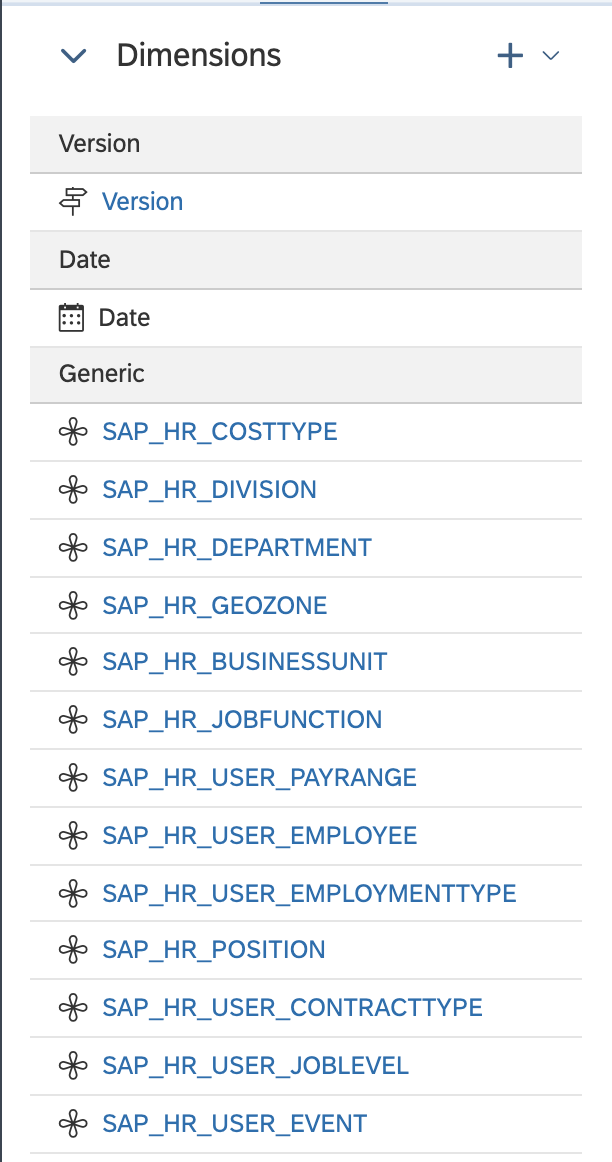 Dimensions
Version
Version
Date
Date
Generic
SAP_HR_COSTTYPE
SAP_HR_DIVISION
SAP_HR_DEPARTMENT
SAP_HR_GEOZONE
SAP_HR_BUSINESSUNIT
SAP_HR_JOBFUNCTION
SAP_HR_USER_PAYRANGE
SAP_HR_USER_EMPLOYEE
SAP_HR_USER_EMPLOYMENTTYPE
SAP_HR_POSITION
SAP_HR_USER_CONTRACTTYPE
SAP_HR_USER_JOBLEVEL
SAP_HR_USER_EVENT